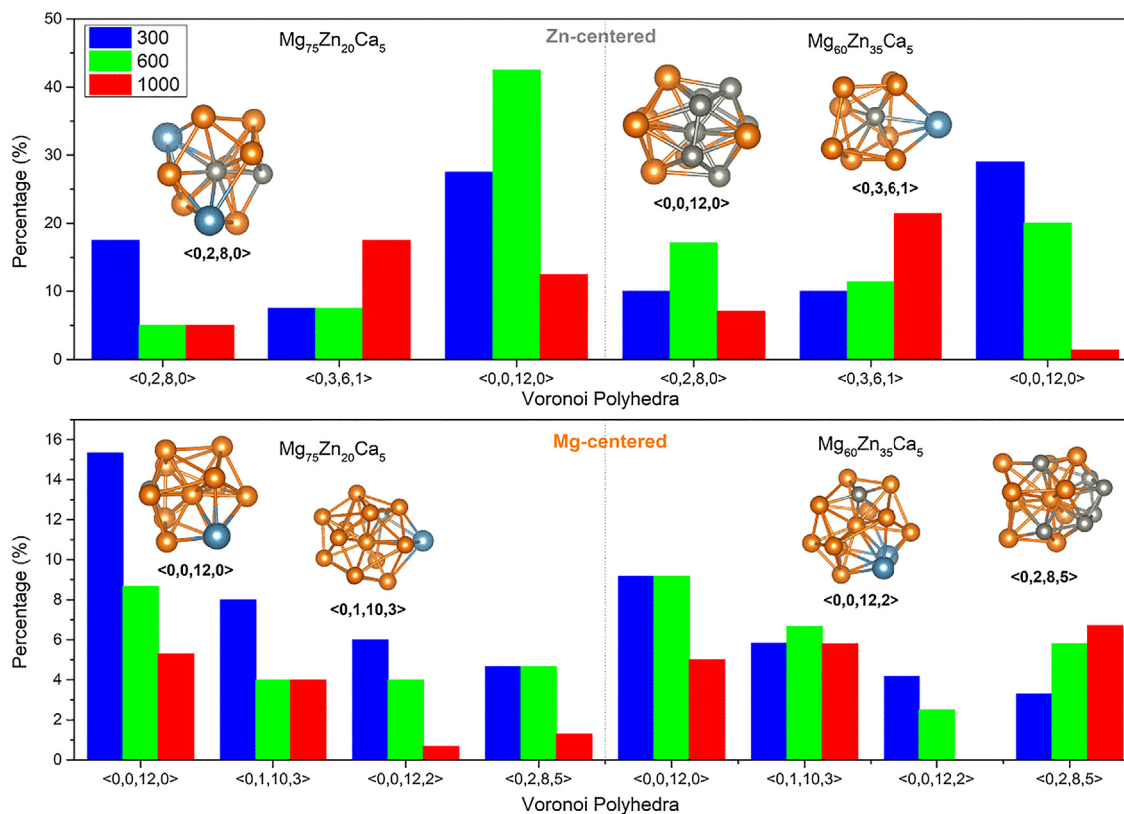 50
40
30
20
10
0
Percentage (%)
300
600
1000
Mg75Zn20Ca5
Zn-centered
Mg60Zn35Ca5
<0,2,8,0>
<0,0,12,0>
<0,3,6,1>
<0,2,8,0> <0,3,6,1> <0,0,12,0> <0,2,8,0> <0,3,6,1> <0,0,12,0>
Voronoi Polyhedra
16
14
12
10
8
6
4
2
0
Percentage (%)
Mg75Zn20Ca5
Mg-centered
Mg60Zn35Ca5
<0,0,12,0>
<0,1,10,3>
<0,0,12,2>
<0,2,8,5>
<0,0,12,0> <0,1,10,3> <0,0,12,2> <0,2,8,5> <0,0,12,0> <0,1,10,3> <0,0,12,2> <0,2,8,5>
Voronoi Polyhedra